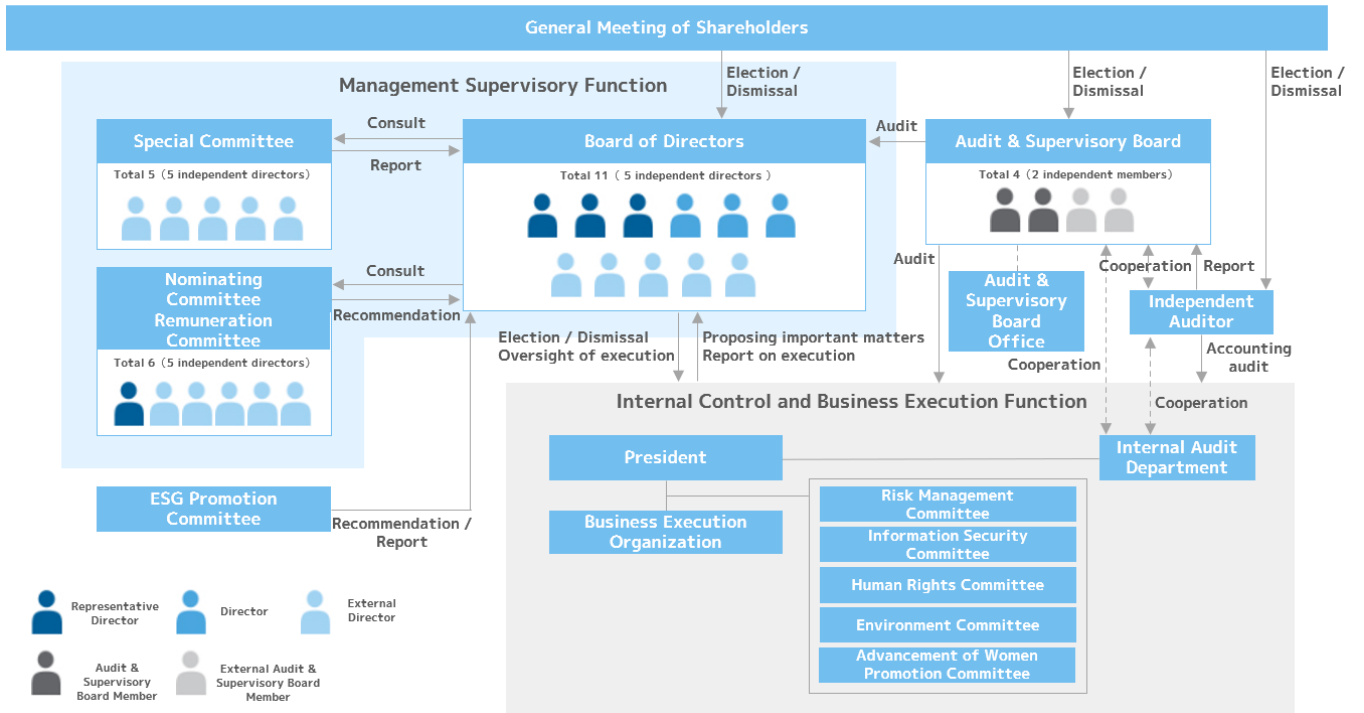 General Meeting of Shareholders
Election /
Dismissal
Election /
Dismissal
Election /
Dismissal
Management Supervisory Function
Special Committee
Total 5（5 independent directors）
Consult
Report
Board of Directors
Total 11（ 5 independent directors ）
Audit
Audit & Supervisory Board
Total 4（2 independent members）
Nominating
Committee
Remuneration
Committee
Total 6（5 independent directors）
Consult
Recommendation
Audit
Audit &
Supervisory
Board
Office
Cooperation
Report
Independent
Auditor
Election / Dismissal
Oversight of execution
Proposing important matters
Report on execution
Cooperation
Accounting
audit
Cooperation
Internal Control and Business Execution Function
President
Internal Audit
Department
ESG Promotion
Committee
Recommendation /
Report
Business Execution
Organization
Risk Management
Committee
Information Security
Committee
Human Rights Committee
Environment Committee
Advancement of Women
Promotion Committee
Representative
Director
Director
External
Director
Audit &
Supervisory
Board Member
External Audit &
Supervisory Board
Member